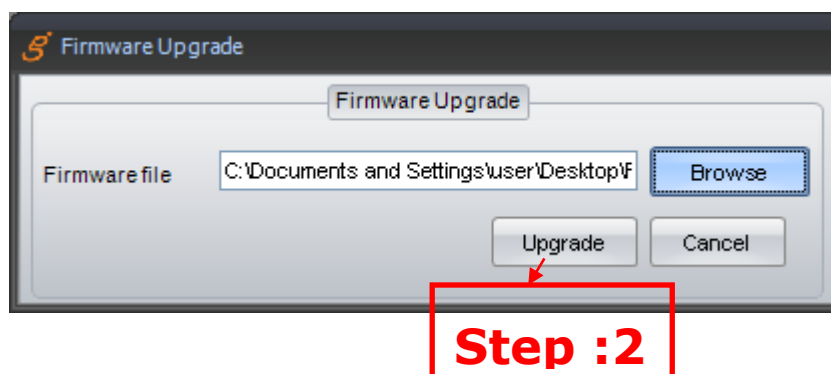 Firmware Upgrade
Firmware Upgrade
Firmware file
C:\Documents and Settings\user\Desktop\F
Browse
Upgrade
Cancel
Step :2